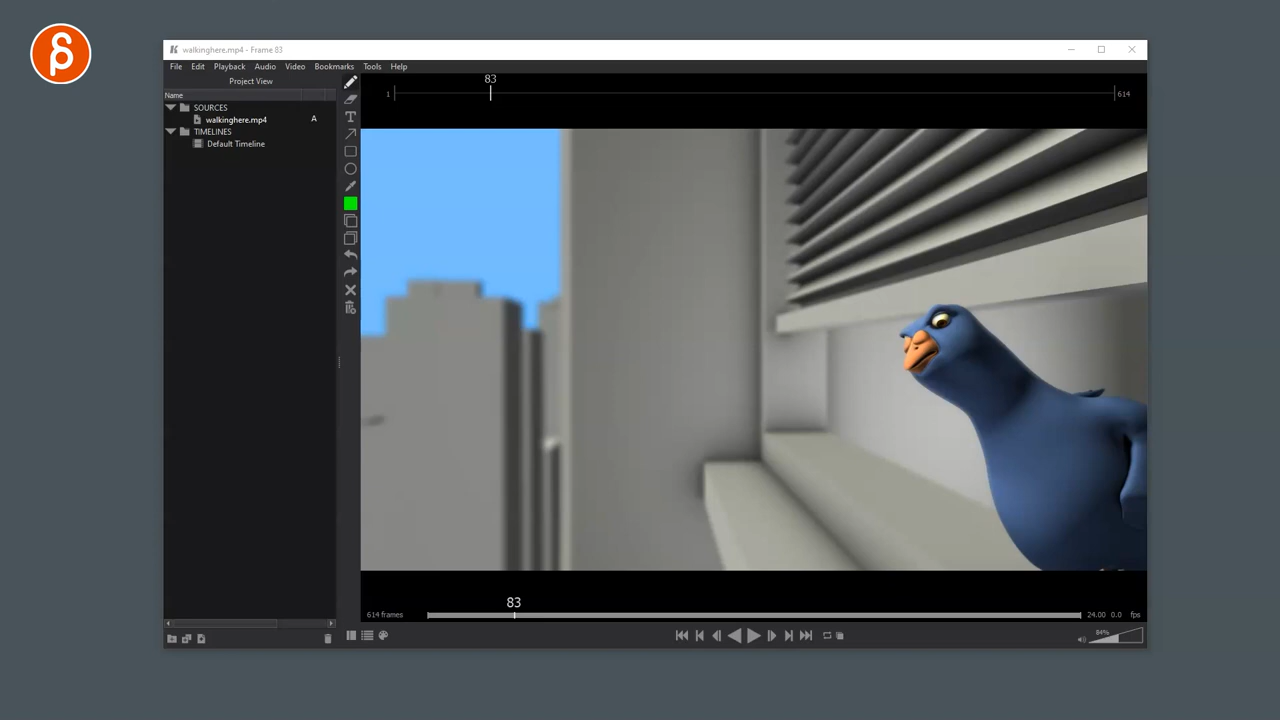 walkinghere.mp4 - Frame 83
File Edit Playback Audio Video Bookmarks Tools Help
Project View
Name
SOURCES
walkinghere.mp4 A
TIMELINES
Default Timeline
83
1 614
83
614 frames 24.00 0.0 fps
84%